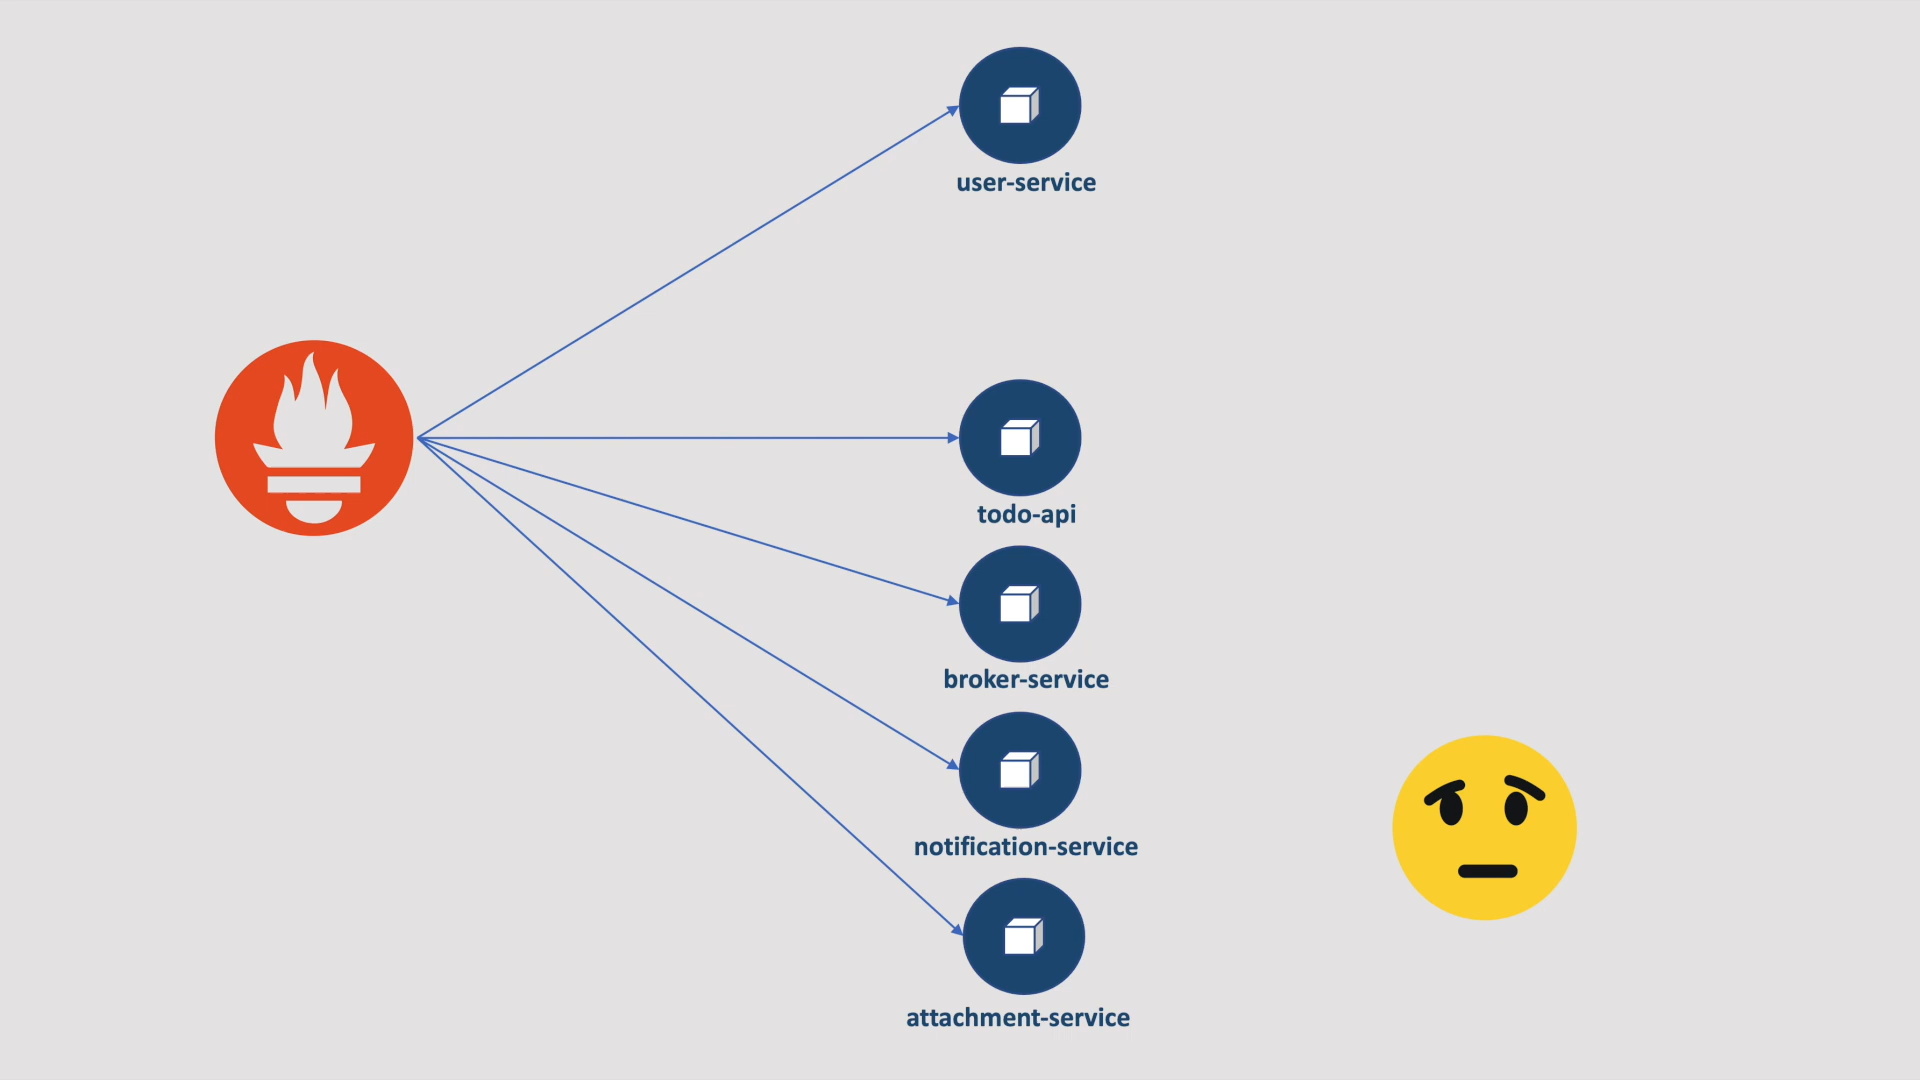 user-service
todo-api
broker-service
notification-service
attachment-service